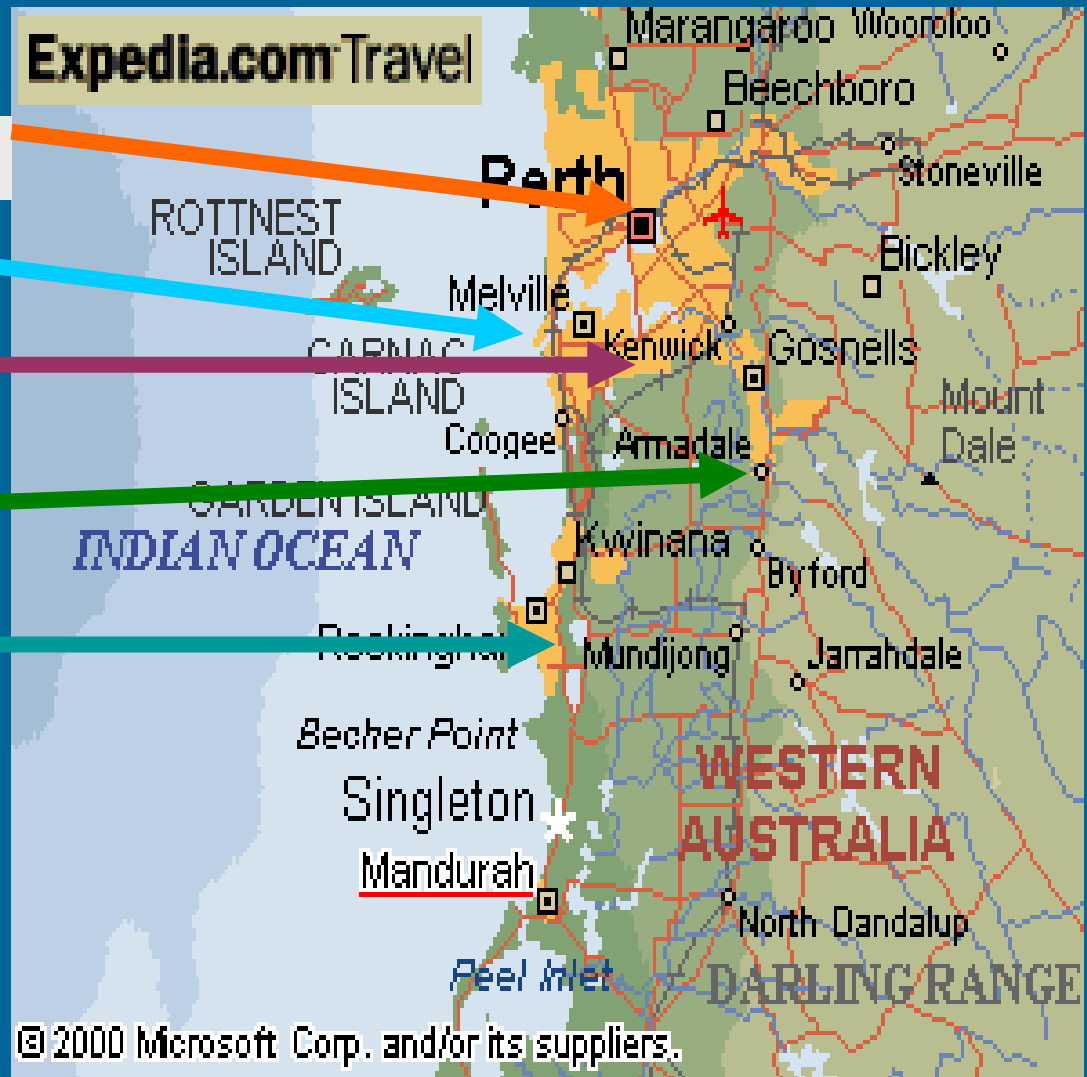 Expedia.com Travel
Marangaroo
Wooroloo
Beechboro
Perth
Stoneville
ROTTNEST
ISLAND
Bickley
Melville
Kenwick
Gosnells
CARNAC
ISLAND
Mount
Dale
Coogee
Armadale
GARDEN ISLAND
INDIAN OCEAN
Kwinana
Byford
Mundijong
Jarrahdale
Becher Point
WESTERN
AUSTRALIA
Singleton
Mandurah
North Dandalup
Peel Inlet
DARLING RANGE
© 2000 Microsoft Corp. and/or its suppliers.